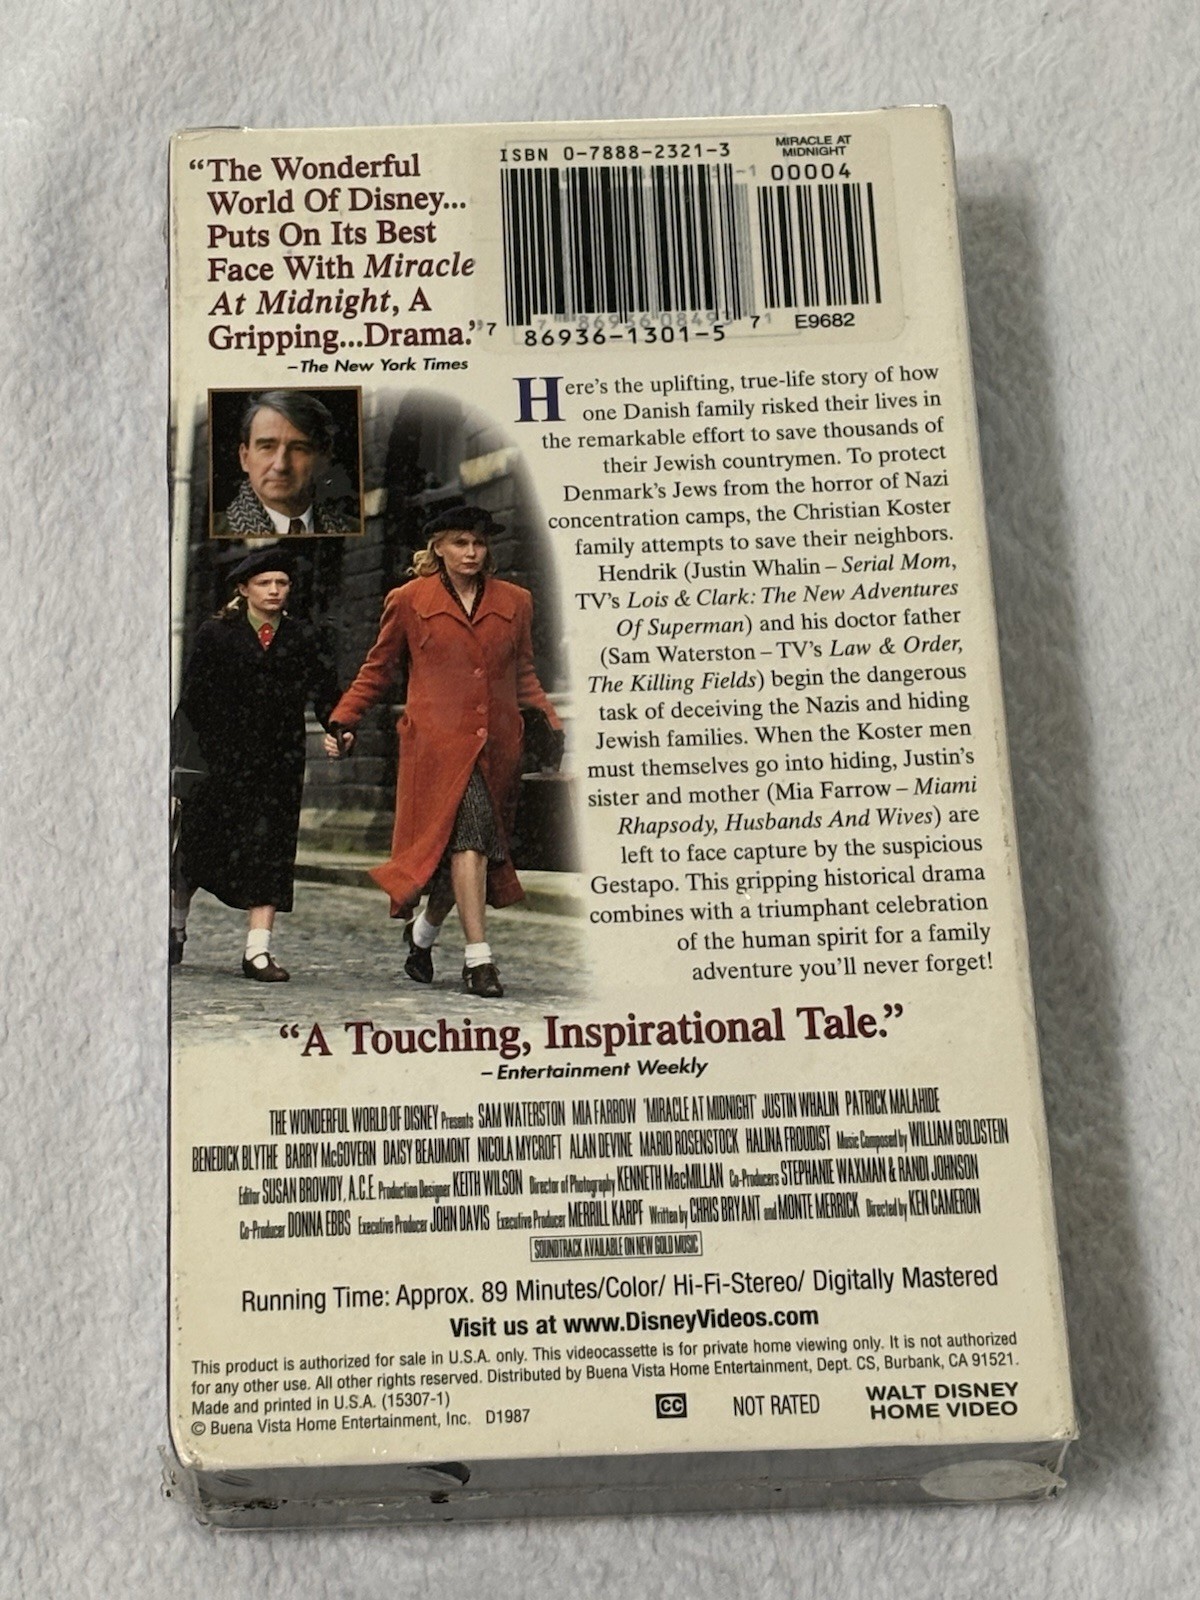 “The Wonderful
World Of Disney...
Puts On Its Best
Face With Miracle
At Midnight, A
Gripping...Drama.”
–The New York Times
ISBN 0-7888-2321-3
MIRACLE AT
MIDNIGHT
00004
7 86936-1301-5 7
E9682
Here's the uplifting, true-life story of how
one Danish family risked their lives in
the remarkable effort to save thousands of
their Jewish countrymen. To protect
Denmark's Jews from the horror of Nazi
concentration camps, the Christian Koster
family attempts to save their neighbors.
Hendrik (Justin Whalin – Serial Mom,
TV's Lois & Clark: The New Adventures
Of Superman) and his doctor father
(Sam Waterston – TV's Law & Order,
The Killing Fields) begin the dangerous
task of deceiving the Nazis and hiding
Jewish families. When the Koster men
must themselves go into hiding, Justin's
sister and mother (Mia Farrow – Miami
Rhapsody, Husbands And Wives) are
left to face capture by the suspicious
Gestapo. This gripping historical drama
combines with a triumphant celebration
of the human spirit for a family
adventure you'll never forget!
“A Touching, Inspirational Tale.”
–Entertainment Weekly
THE WONDERFUL WORLD OF DISNEY Presents SAM WATERSTON MIA FARROW 'MIRACLE AT MIDNIGHT' JUSTIN WHALIN PATRICK MALAHIDE
BENEDICK BLYTHE BARRY McGOVERN DAISY BEAUMONT NICOLA MYCROFT ALAN DEVINE MARIO ROSENSTOCK HALINA FROUDIST Music Composed by WILLIAM GOLDSTEIN
Editor SUSAN BROWDY, A.C.E. Production Designer KEITH WILSON Director of Photography KENNETH MacMILLAN Co-Producers STEPHANIE WAXMAN & RANDI JOHNSON
Co-Producer DONNA EBBS Executive Producer JOHN DAVIS Executive Producer MERRILL KARPF Written by CHRIS BRYANT and MONTE MERRICK Directed by KEN CAMERON
SOUNDTRACK AVAILABLE ON NEW GOLD MUSIC
Running Time: Approx. 89 Minutes/Color/ Hi-Fi-Stereo/ Digitally Mastered
Visit us at www.DisneyVideos.com
This product is authorized for sale in U.S.A. only. This videocassette is for private home viewing only. It is not authorized
for any other use. All other rights reserved. Distributed by Buena Vista Home Entertainment, Dept. CS, Burbank, CA 91521.
Made and printed in U.S.A. (15307-1)
© Buena Vista Home Entertainment, Inc. D1987
CC
NOT RATED
WALT DISNEY
HOME VIDEO